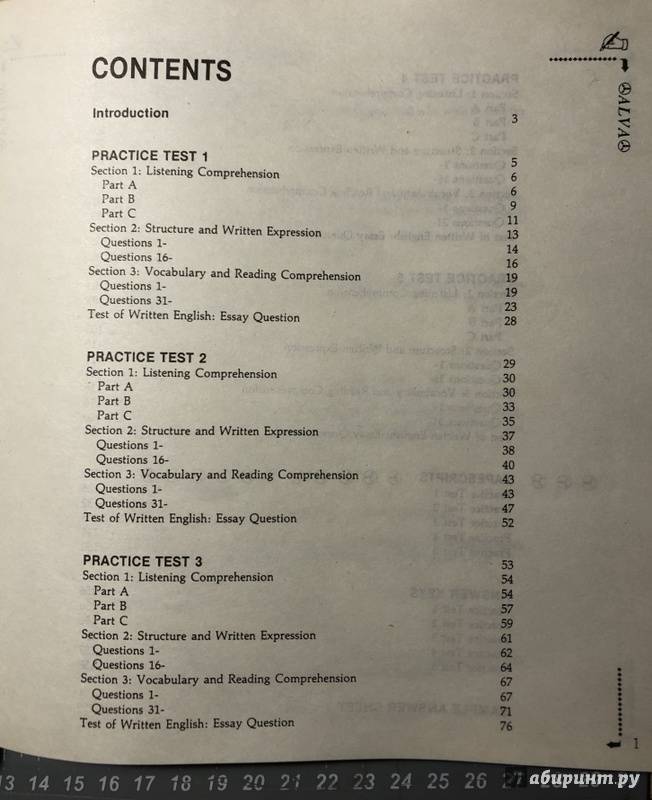 CONTENTS
Introduction 3
PRACTICE TEST 1 5
Section 1: Listening Comprehension 6
Part A 6
Part B 9
Part C 11
Section 2: Structure and Written Expression 13
Questions 1- 14
Questions 16- 16
Section 3: Vocabulary and Reading Comprehension 19
Questions 1- 19
Questions 31- 23
Test of Written English: Essay Question 28
PRACTICE TEST 2 29
Section 1: Listening Comprehension 30
Part A 30
Part B 33
Part C 35
Section 2: Structure and Written Expression 37
Questions 1- 38
Questions 16- 40
Section 3: Vocabulary and Reading Comprehension 43
Questions 1- 43
Questions 31- 47
Test of Written English: Essay Question 52
PRACTICE TEST 3 53
Section 1: Listening Comprehension 54
Part A 54
Part B 57
Part C 59
Section 2: Structure and Written Expression 61
Questions 1- 62
Questions 16- 64
Section 3: Vocabulary and Reading Comprehension 67
Questions 1- 67
Questions 31- 71
Test of Written English: Essay Question 76
ALVA
1
13 14 15 16 17 18 19 20 21 22 23 24 25 26 27
абиринт.ру